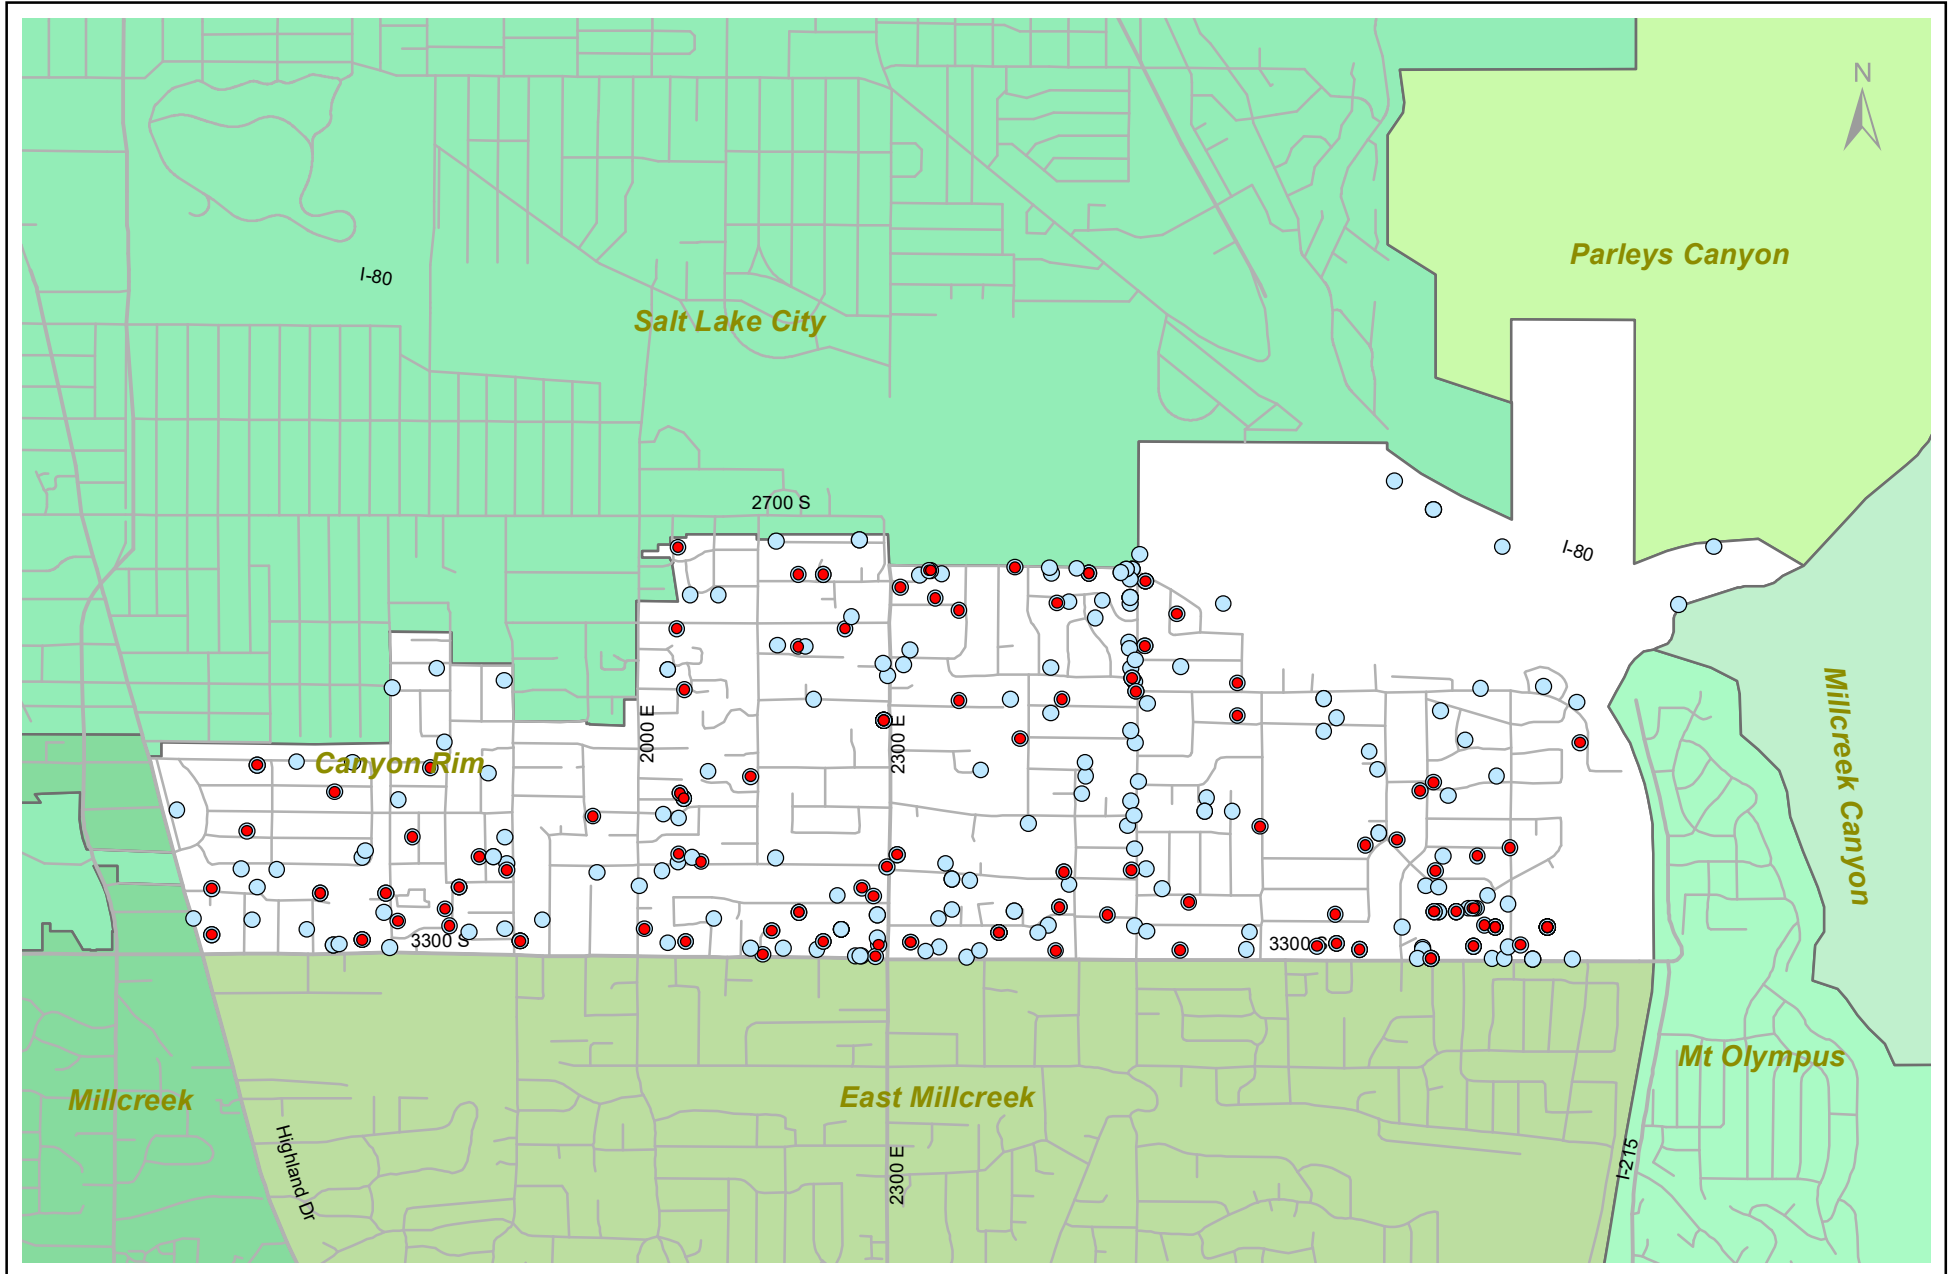 N
Parleys Canyon
I-80
Salt Lake City
2700 S
I-80
Millcreek Canyon
2000 E
2300 E
Canyon Rim
3300 S
3300 S
Mt Olympus
Millcreek
East Millcreek
Highland Dr
2300 E
I-215